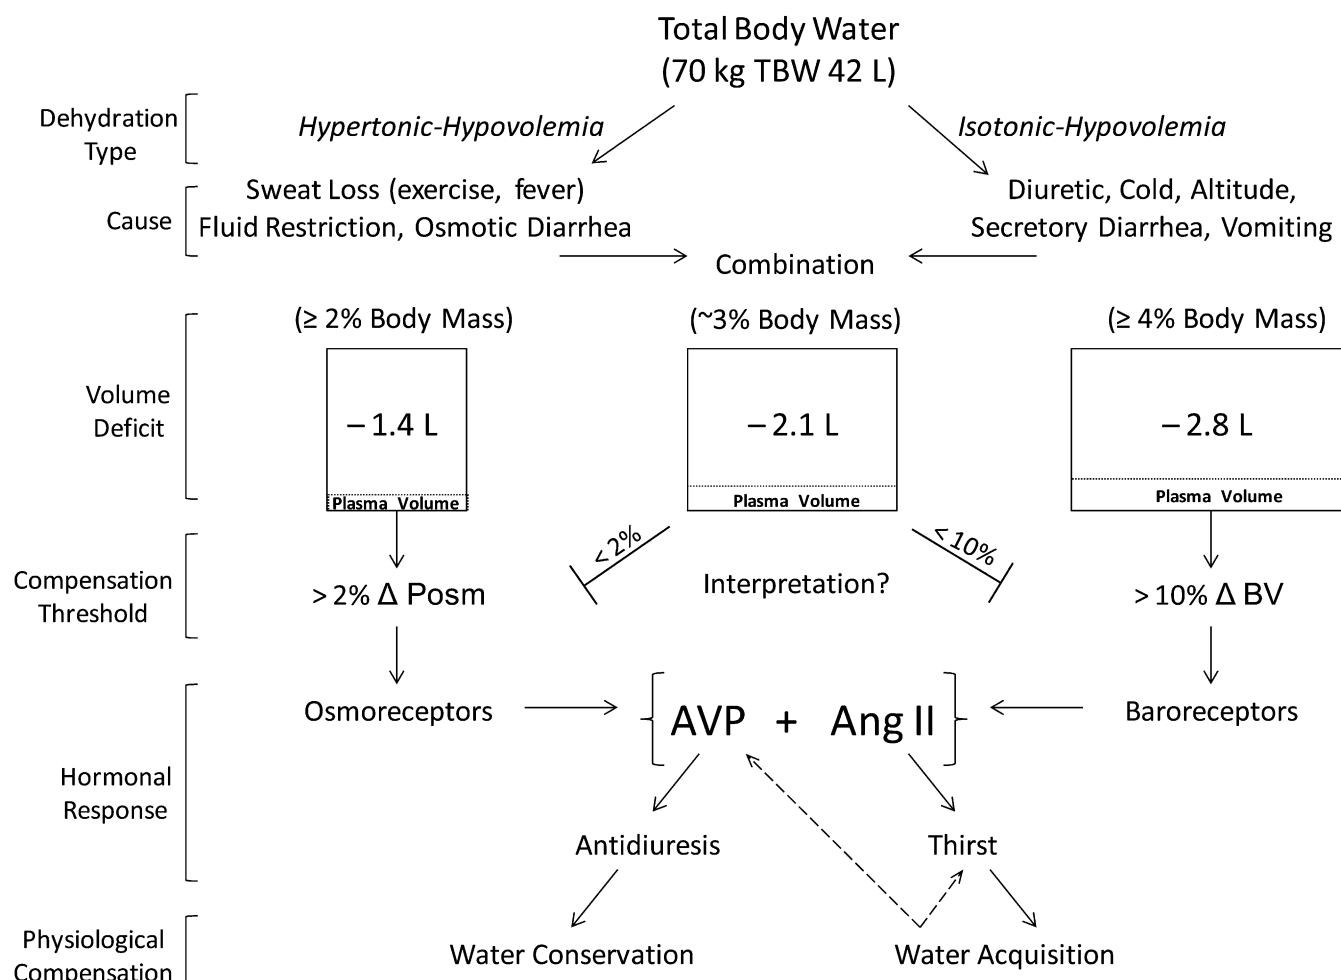 Total Body Water
(70 kg TBW 42 L)
Dehydration
Type
Hypertonic-Hypovolemia
Isotonic-Hypovolemia
Cause
Sweat Loss (exercise, fever)
Fluid Restriction, Osmotic Diarrhea
Diuretic, Cold, Altitude,
Secretory Diarrhea, Vomiting
Combination
Volume
Deficit
(≥ 2% Body Mass)
(~3% Body Mass)
(≥ 4% Body Mass)
– 1.4 L
– 2.1 L
– 2.8 L
Plasma Volume
Plasma Volume
Plasma Volume
Compensation
Threshold
> 2% Δ Posm
< 2%
Interpretation?
< 10%
> 10% Δ BV
Hormonal
Response
Osmoreceptors
AVP + Ang II
Baroreceptors
Antidiuresis
Thirst
Physiological
Compensation
Water Conservation
Water Acquisition